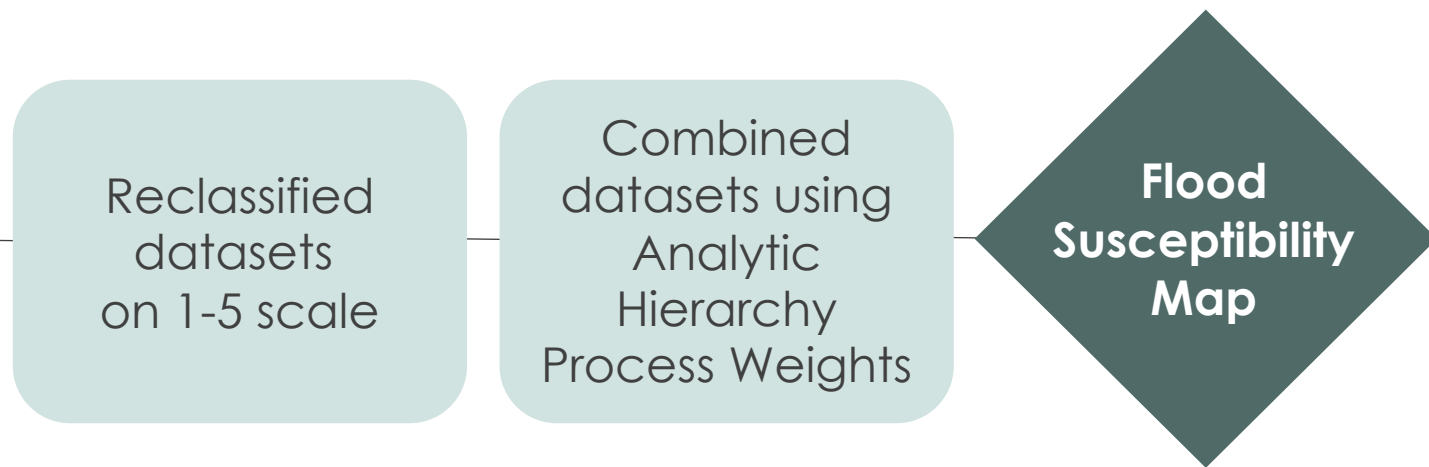 Reclassified
datasets
on 1-5 scale
Combined
datasets using
Analytic
Hierarchy
Process Weights
Flood
Susceptibility
Map